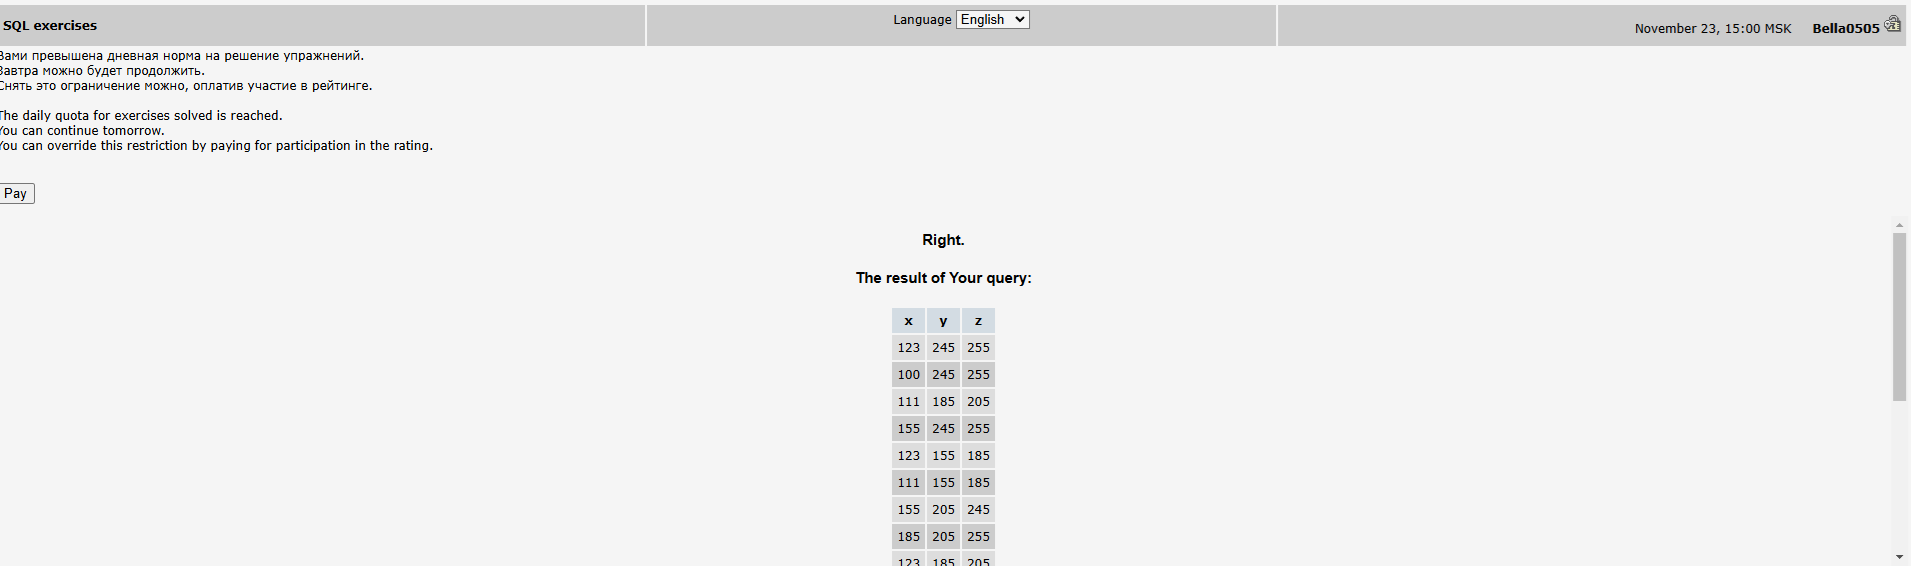 SQL exercises
Language English
November 23, 15:00 MSK Bella0505
Вами превышена дневная норма на решение упражнений.
Завтра можно будет продолжить.
Снять это ограничение можно, оплатив участие в рейтинге.
The daily quota for exercises solved is reached.
You can continue tomorrow.
You can override this restriction by paying for participation in the rating.
Pay
Right.
The result of Your query:
x y z
123 245 255
100 245 255
111 185 205
155 245 255
123 155 185
111 155 185
155 205 245
185 205 255
123 185 205